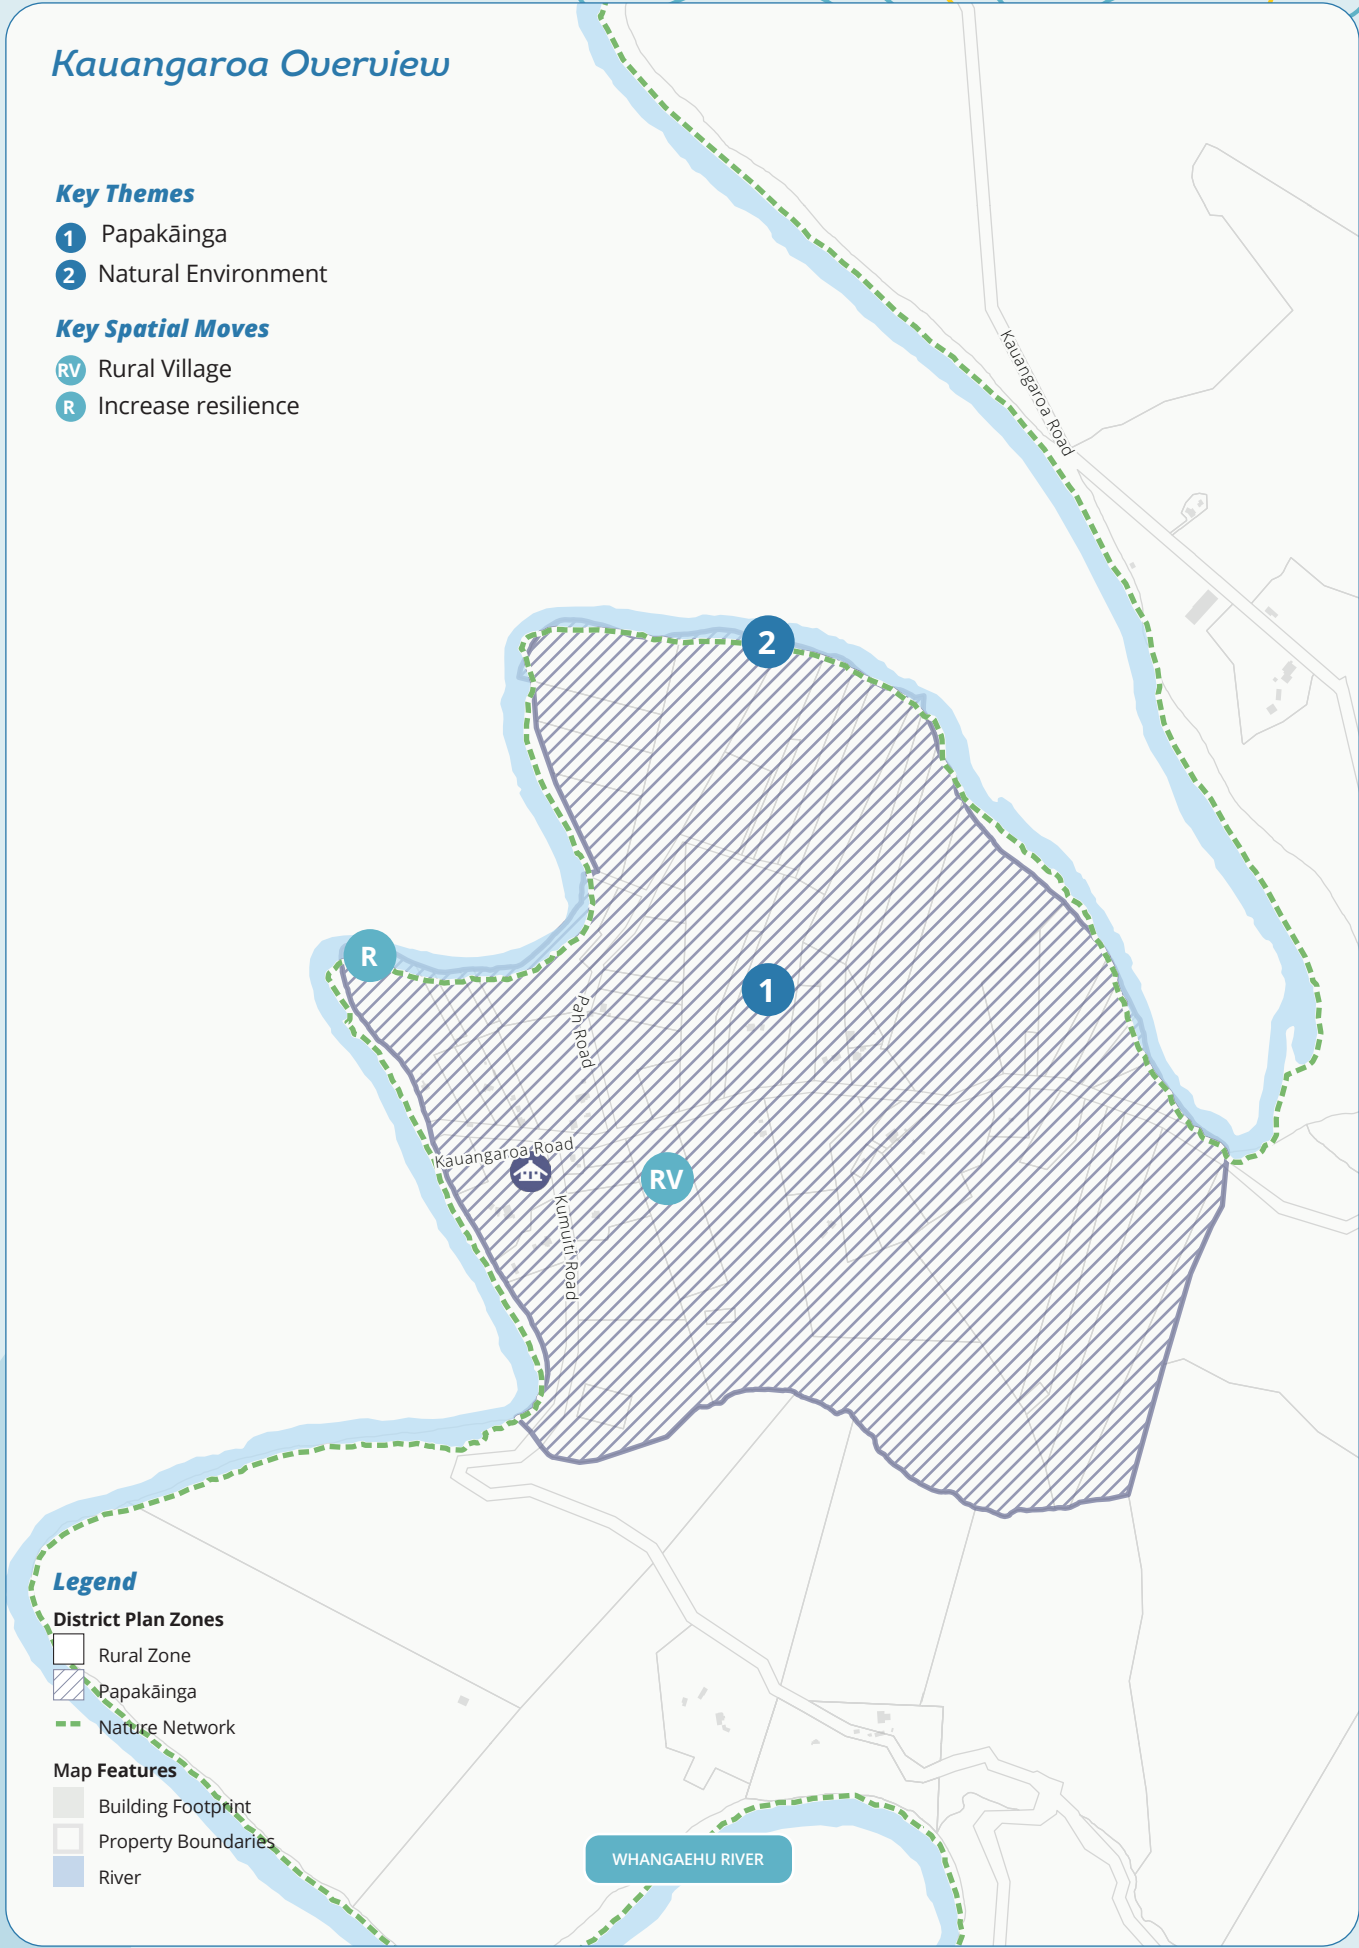 Kauangaroa Overview
Key Themes
1 Papakāinga
2 Natural Environment
Key Spatial Moves
RV Rural Village
R Increase resilience
Kauangaroa Road
2
R
1
Pah Road
Kauangaroa Road
RV
Kumuiti Road
Legend
District Plan Zones
Rural Zone
Papakāinga
Nature Network
Map Features
Building Footprint
Property Boundaries
River
WHANGAEHU RIVER